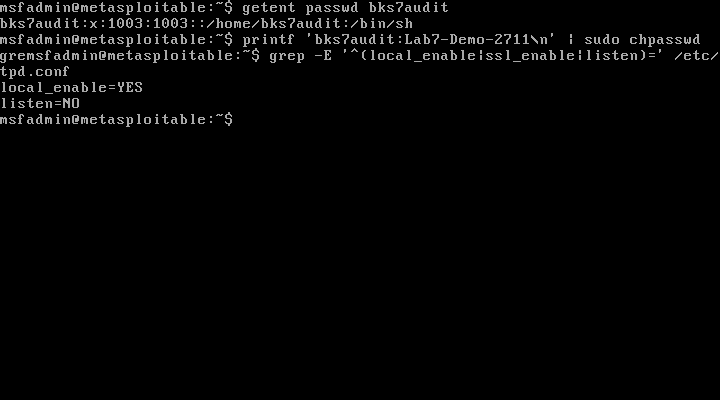 msfadmin@metasploitable:~$ getent passwd bks7audit
bks7audit:x:1003:1003::/home/bks7audit:/bin/sh
msfadmin@metasploitable:~$ printf 'bks7audit:Lab7-Demo-2711\n' | sudo chpasswd
gremsfadmin@metasploitable:~$ grep -E '^(local_enable|ssl_enable|listen)=' /etc/
tpd.conf
local_enable=YES
listen=NO
msfadmin@metasploitable:~$